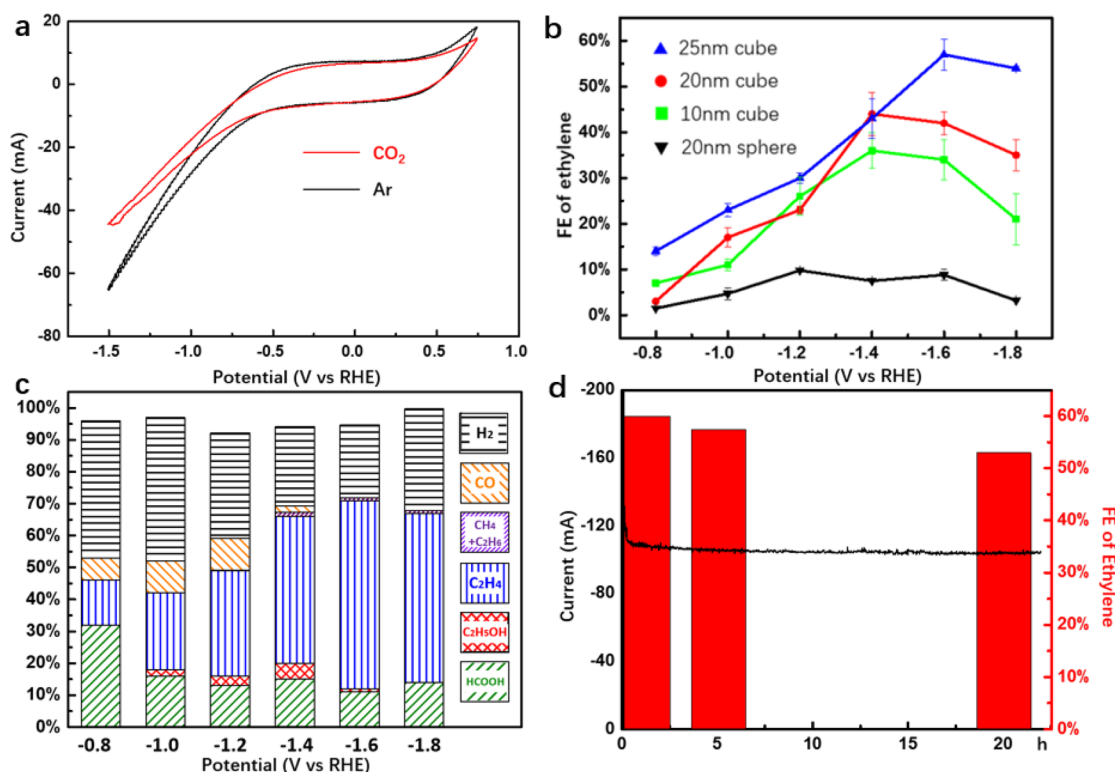 a
20
0
-20
-40
-60
-80
Current (mA)
CO₂
Ar
-1.5
-1.0
-0.5
0.0
0.5
1.0
Potential (V vs RHE)
b
60%
50%
40%
30%
20%
10%
0%
FE of ethylene
25nm cube
20nm cube
10nm cube
20nm sphere
-0.8
-1.0
-1.2
-1.4
-1.6
-1.8
Potential (V vs RHE)
c
100%
90%
80%
70%
60%
50%
40%
30%
20%
10%
0%
H₂
CO
CH₄
+C₂H₆
C₂H₄
C₂H₅OH
HCOOH
-0.8
-1.0
-1.2
-1.4
-1.6
-1.8
Potential (V vs RHE)
d
-200
-160
-120
-80
-40
0
Current (mA)
60%
50%
40%
30%
20%
10%
0%
FE of Ethylene
0
5
10
15
20
h